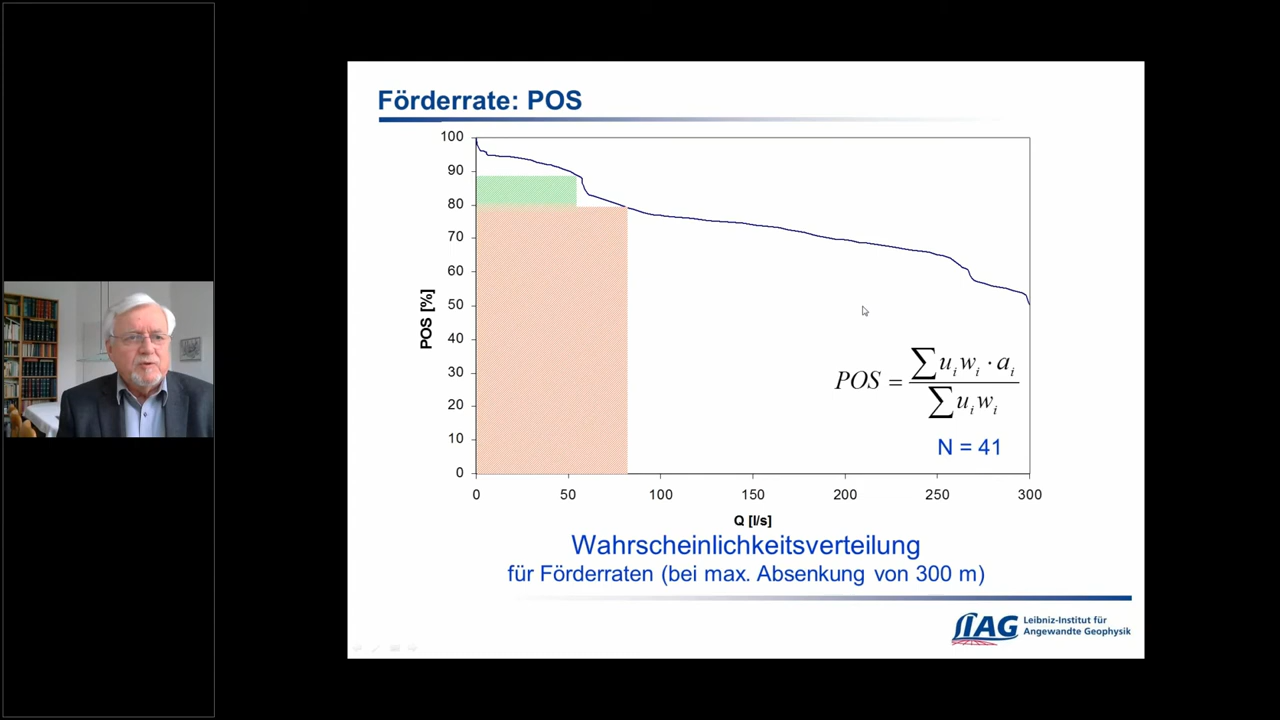 Förderrate: POS
100
90
80
70
60
50
40
30
20
10
0
POS [%]
0 50 100 150 200 250 300
Q [l/s]
POS = ∑ u_i w_i · a_i / ∑ u_i w_i
N = 41
Wahrscheinlichkeitsverteilung
für Förderraten (bei max. Absenkung von 300 m)
LIAG
Leibniz-Institut für
Angewandte Geophysik